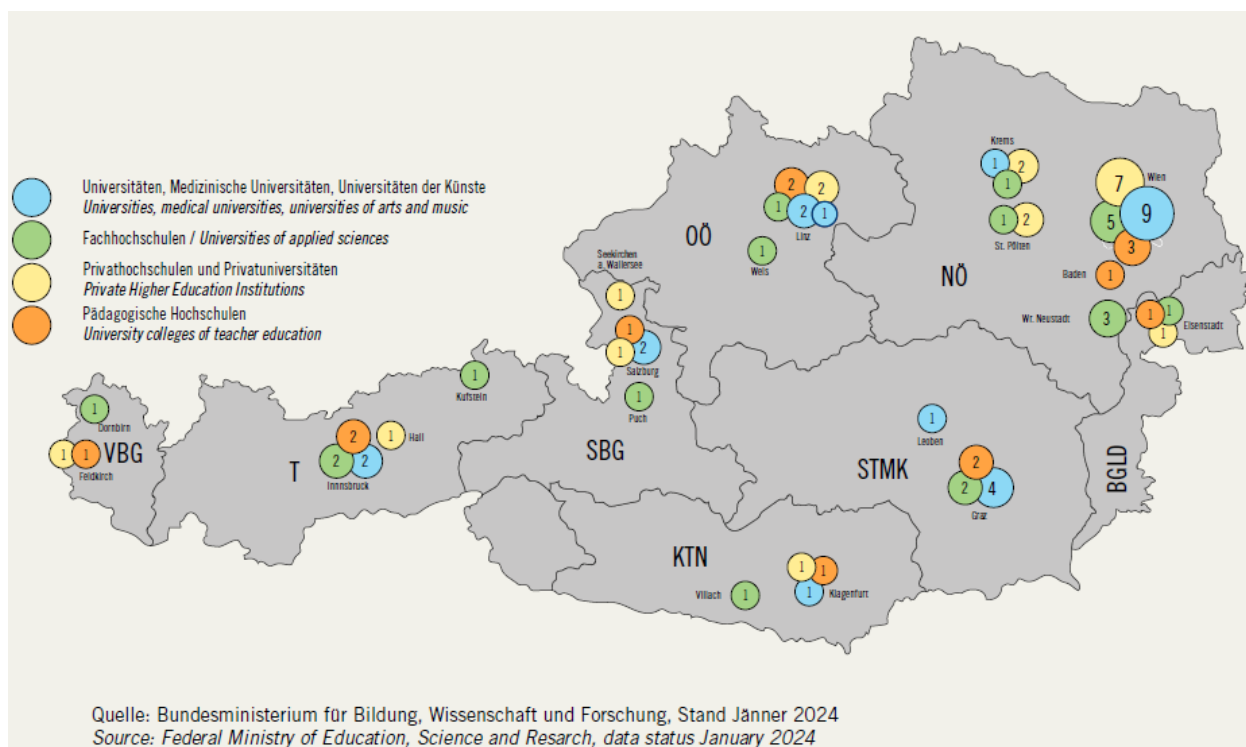 Universitäten, Medizinische Universitäten, Universitäten der Künste
Universities, medical universities, universities of arts and music
Fachhochschulen / Universities of applied sciences
Privathochschulen und Privatuniversitäten
Private Higher Education Institutions
Pädagogische Hochschulen
University colleges of teacher education
Krems
1
2
1
7
Wien
9
5
3
1
2
St. Pölten
Baden
1
NÖ
Wr. Neustadt
3
1
1
1
Eisenstadt
2
2
1
2
1
Linz
OÖ
1
Wels
Seekirchen
a. Wallersee
1
1
2
1
Salzburg
1
Puch
SBG
1
Kufstein
1
Dornbirn
VBG
1
1
Feldkirch
2
1
Hall
2
2
Innnsbruck
T
1
Leoben
STMK
2
2
4
Graz
BGLD
KTN
1
1
1
Klagenfurt
Villach
1
Quelle: Bundesministerium für Bildung, Wissenschaft und Forschung, Stand Jänner 2024
Source: Federal Ministry of Education, Science and Resarch, data status January 2024